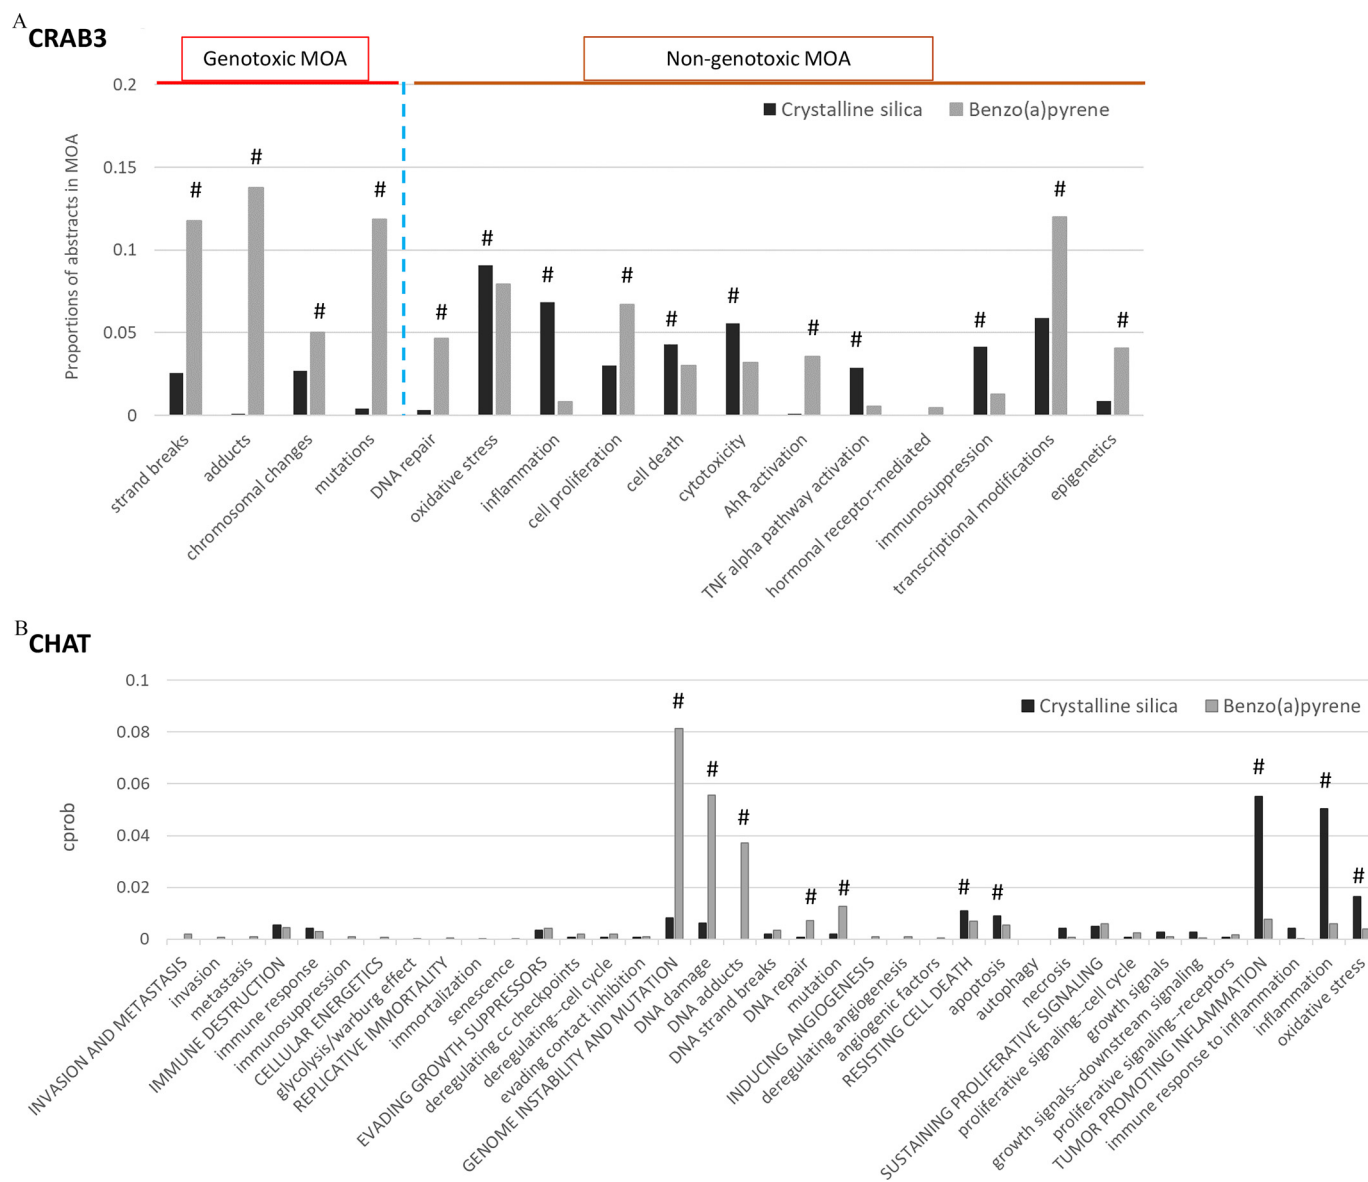 A
CRAB3
Genotoxic MOA
Non-genotoxic MOA
Crystalline silica
Benzo(a)pyrene
Proportions of abstracts in MOA
0.2
0.15
0.1
0.05
0
# # # # # # # # # # # # # # #
strand breaks
adducts
chromosomal changes
mutations
DNA repair
oxidative stress
inflammation
cell proliferation
cell death
cytotoxicity
AhR activation
TNF alpha pathway activation
hormonal receptor-mediated
immunosuppression
transcriptional modifications
epigenetics
B
CHAT
Crystalline silica
Benzo(a)pyrene
cprob
0.1
0.08
0.06
0.04
0.02
0
# # # # # # # # # #
INVASION AND METASTASIS
invasion
metastasis
IMMUNE DESTRUCTION
immune response
immunosuppression
CELLULAR ENERGETICS
glycolysis/warburg effect
REPLICATIVE IMMORTALITY
immortalization
senescence
EVADING GROWTH SUPPRESSORS
deregulating cc checkpoints
deregulating--cell cycle
evading contact inhibition
GENOME INSTABILITY AND MUTATION
DNA damage
DNA adducts
DNA strand breaks
DNA repair
mutation
INDUCING ANGIOGENESIS
deregulating angiogenesis
angiogenic factors
RESISTING CELL DEATH
apoptosis
autophagy
necrosis
SUSTAINING PROLIFERATIVE SIGNALING
proliferative signaling--cell cycle
growth signals
growth signals--downstream signaling
proliferative signaling--receptors
TUMOR PROMOTING INFLAMMATION
immune response to inflammation
inflammation
oxidative stress